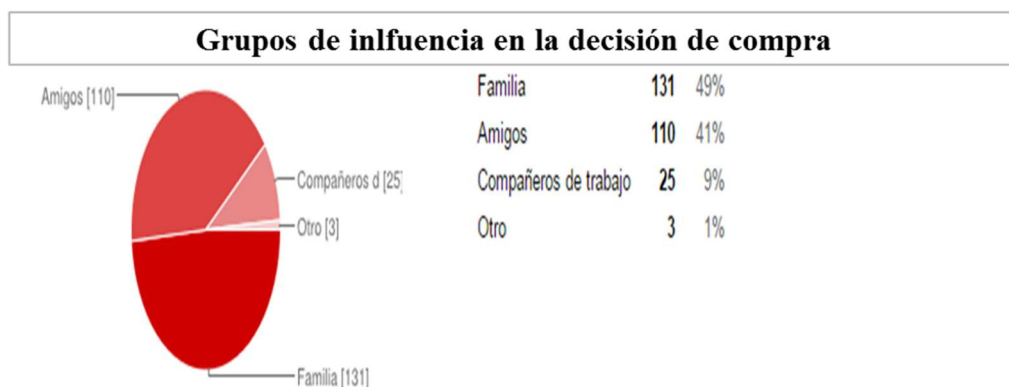 Grupos de inlfuencia en la decisión de compra
Amigos [110]
Compañeros d [25]
Otro [3]
Familia [131]
Familia 131 49%
Amigos 110 41%
Compañeros de trabajo 25 9%
Otro 3 1%